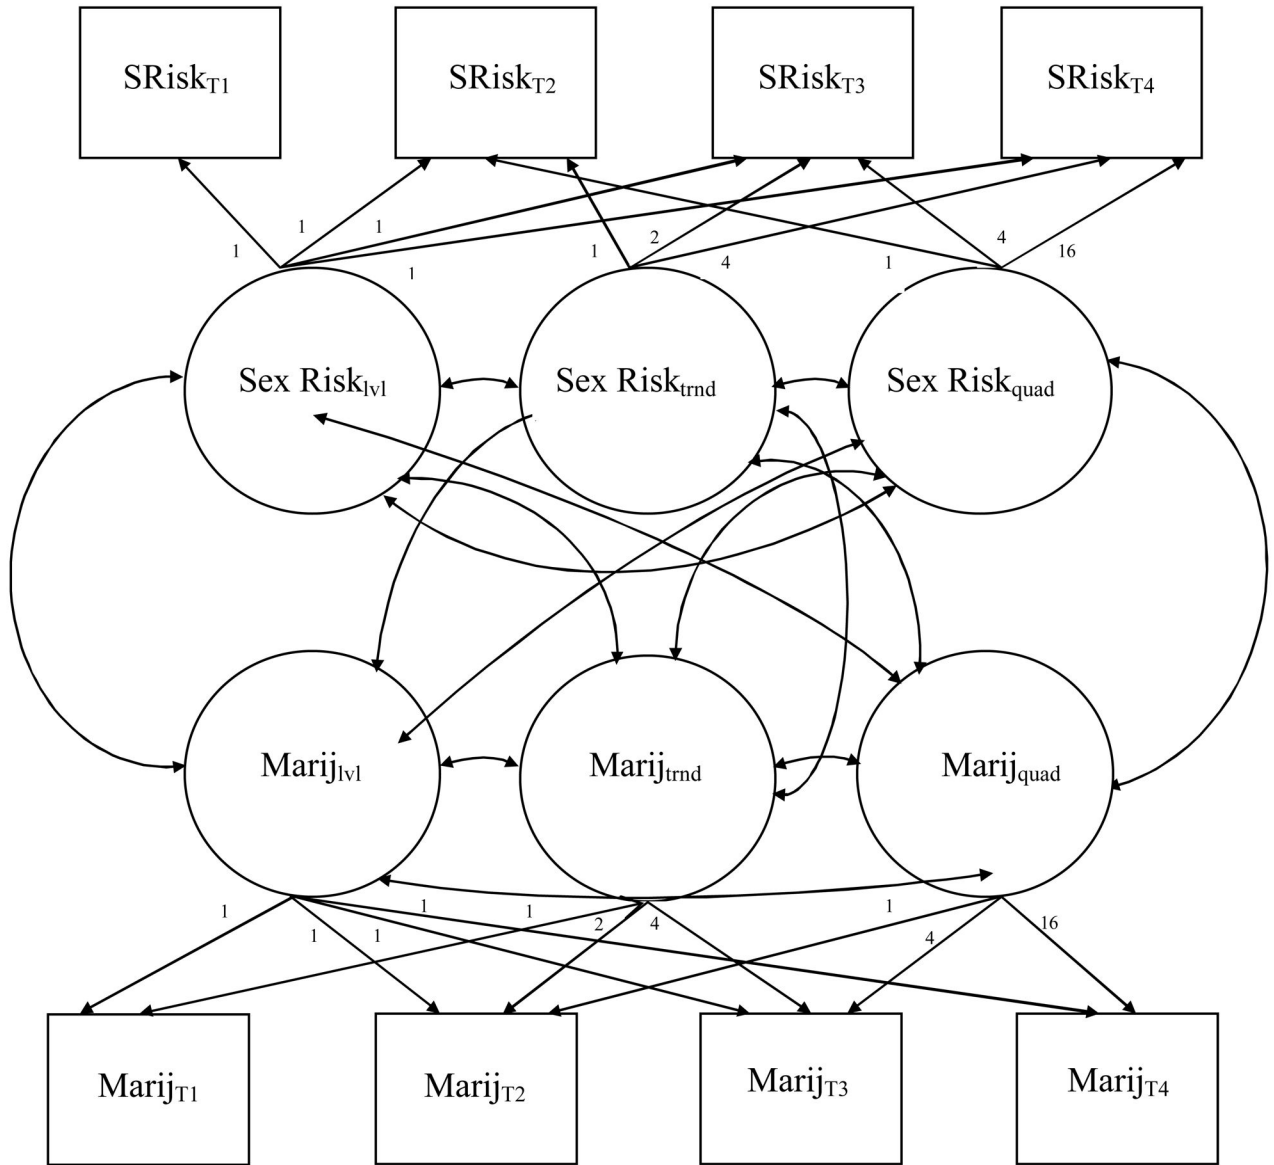 SRiskT1 SRiskT2 SRiskT3 SRiskT4
1 1 1 1 1 2 4 1 4 16
Sex Risklvl Sex Risktrnd Sex Riskquad
Marijlvl Marijtrnd Marijquad
1 1 1 1 1 2 4 1 4 16
MarijT1 MarijT2 MarijT3 MarijT4